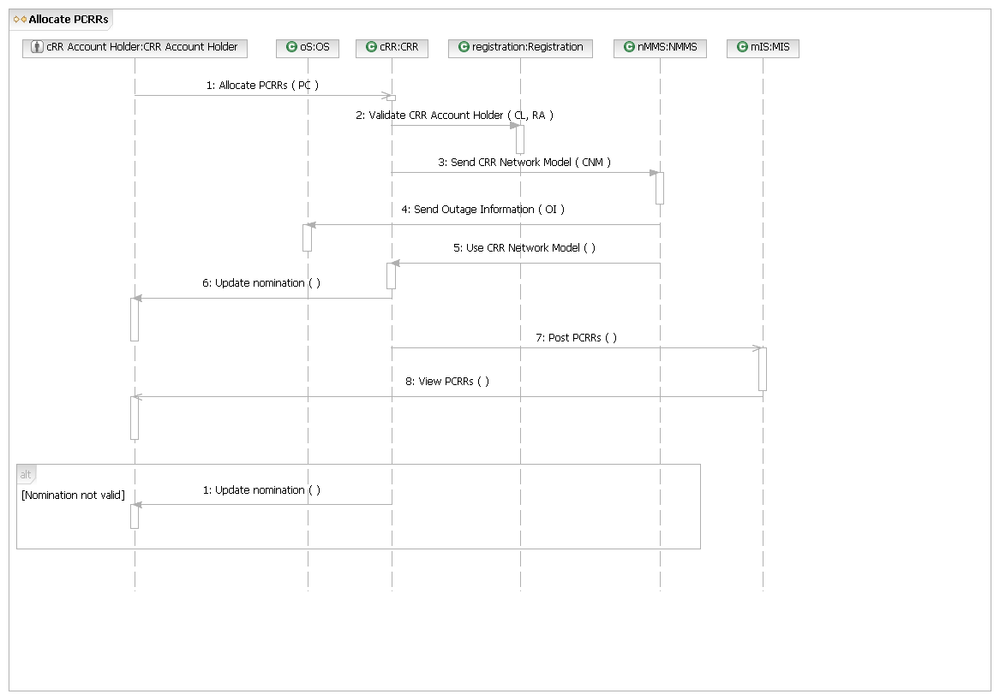 Allocate PCRRs
cRR Account Holder:CRR Account Holder
oS:OS
cRR:CRR
registration:Registration
nMMS:NMMS
mIS:MIS
1: Allocate PCRRs ( PC )
2: Validate CRR Account Holder ( CL, RA )
3: Send CRR Network Model ( CNM )
4: Send Outage Information ( OI )
5: Use CRR Network Model ( )
6: Update nomination ( )
7: Post PCRRs ( )
8: View PCRRs ( )
alt
1: Update nomination ( )
[Nomination not valid]